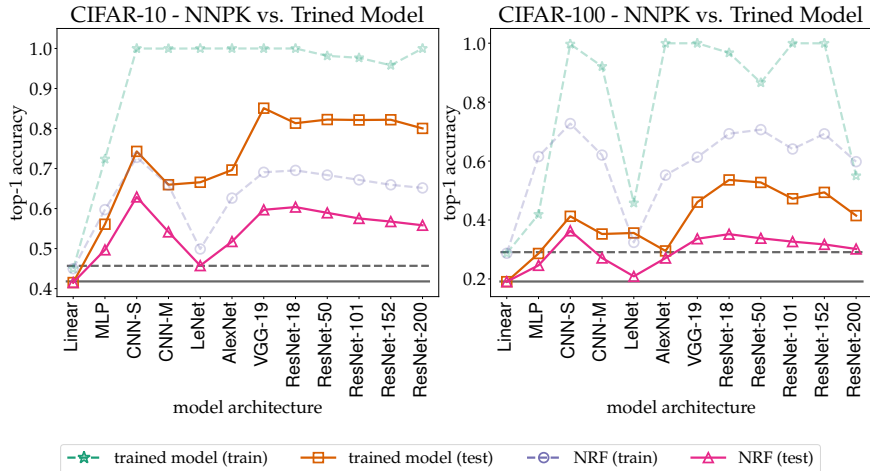 CIFAR-10 - NNPK vs. Trined Model
CIFAR-100 - NNPK vs. Trined Model
1.0
0.9
0.8
0.7
0.6
0.5
0.4
top-1 accuracy
Linear
MLP
CNN-S
CNN-M
LeNet
AlexNet
VGG-19
ResNet-18
ResNet-50
ResNet-101
ResNet-152
ResNet-200
model architecture
1.0
0.8
0.6
0.4
0.2
top-1 accuracy
Linear
MLP
CNN-S
CNN-M
LeNet
AlexNet
VGG-19
ResNet-18
ResNet-50
ResNet-101
ResNet-152
ResNet-200
model architecture
trained model (train) trained model (test) NRF (train) NRF (test)